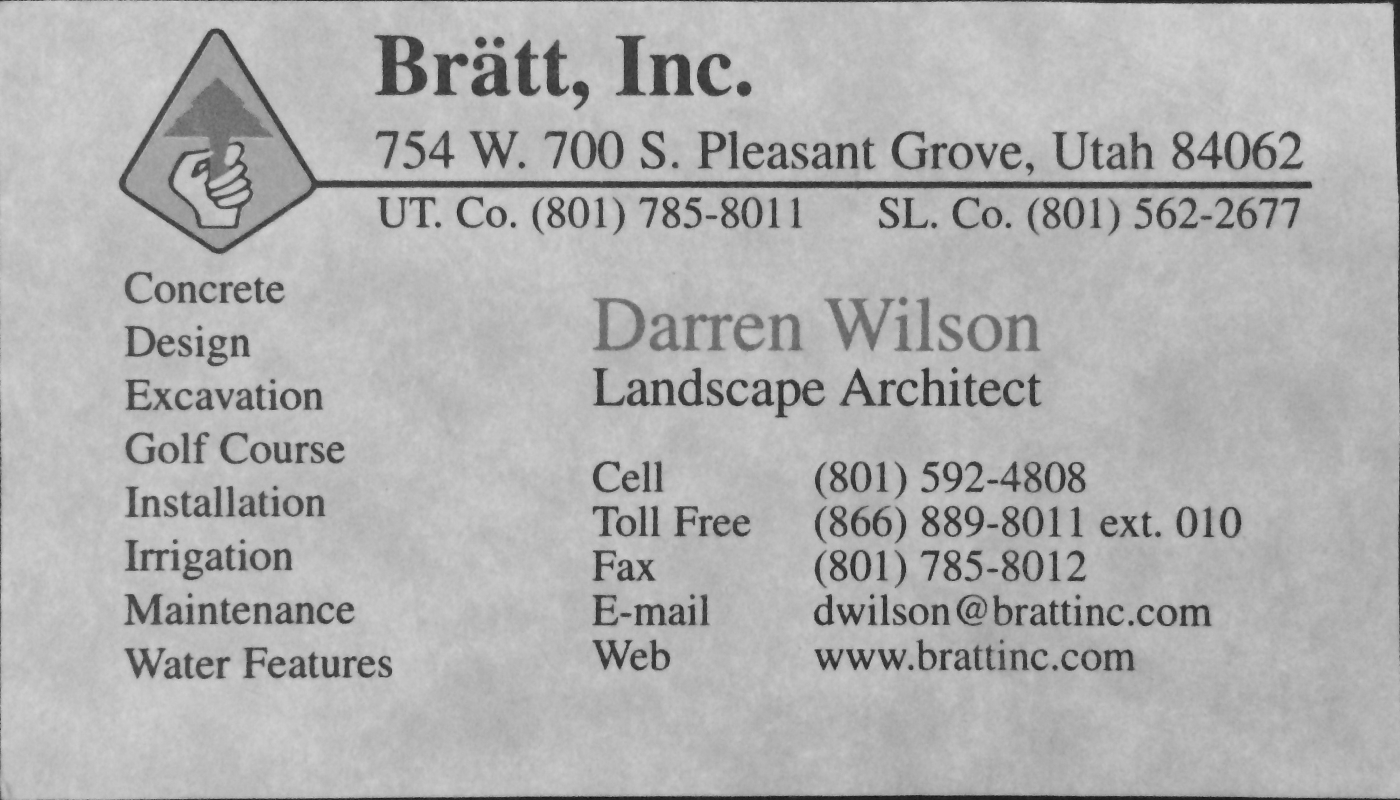 Brätt, Inc.
754 W. 700 S. Pleasant Grove, Utah 84062
UT. Co. (801) 785-8011 SL. Co. (801) 562-2677
Concrete
Design
Excavation
Golf Course
Installation
Irrigation
Maintenance
Water Features
Darren Wilson
Landscape Architect
Cell (801) 592-4808
Toll Free (866) 889-8011 ext. 010
Fax (801) 785-8012
E-mail dwilson@brattinc.com
Web www.brattinc.com